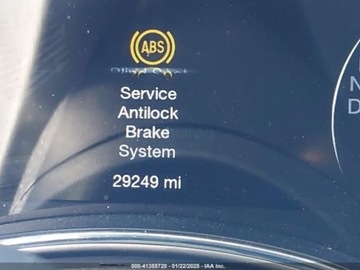 ABS
Service
Antilock
Brake
System
29249 mi
N
D
000-41355720 - 01/22/2025 - IAA Inc.